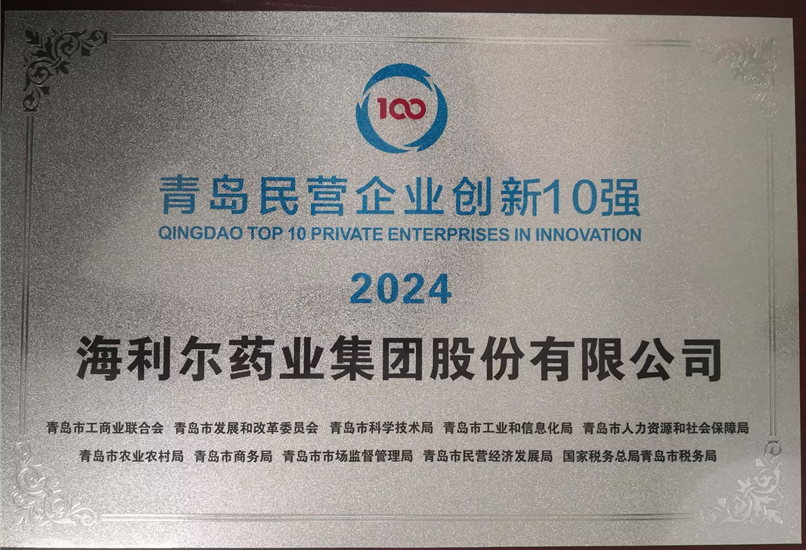 100
青岛民营企业创新10强
QINGDAO TOP 10 PRIVATE ENTERPRISES IN INNOVATION
2024
海利尔药业集团股份有限公司
青岛市工商业联合会 青岛市发展和改革委员会 青岛市科学技术局 青岛市工业和信息化局 青岛市人力资源和社会保障局
青岛市农业农村局 青岛市商务局 青岛市市场监督管理局 青岛市民营经济发展局 国家税务总局青岛市税务局